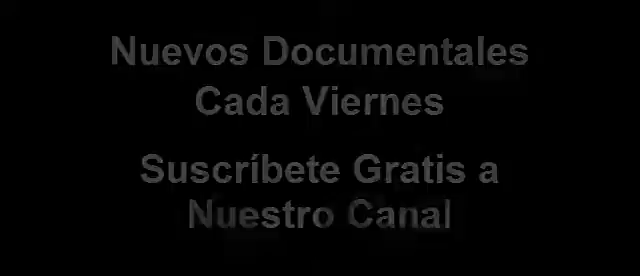 Nuevos Documentales
Cada Viernes
Suscríbete Gratis a
Nuestro Canal